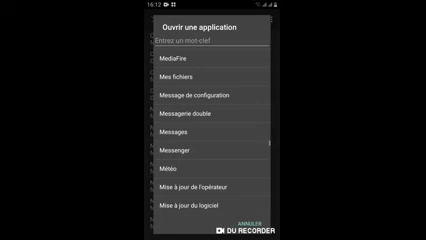 16:12
Ouvrir une application
Entrez un mot-clef
MediaFire
Mes fichiers
Message de configuration
Messagerie double
Messages
Messenger
Météo
Mise à jour de l'opérateur
Mise à jour du logiciel
ANNULER
DU RECORDER